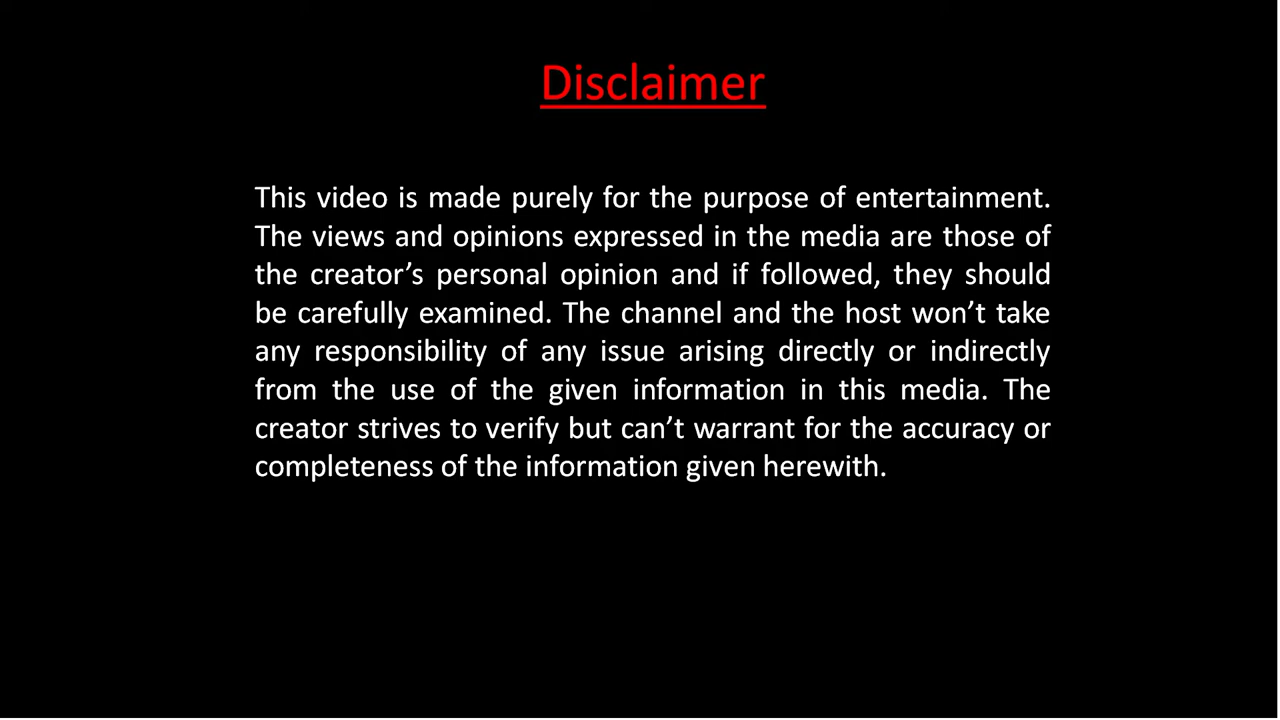 Disclaimer
This video is made purely for the purpose of entertainment.
The views and opinions expressed in the media are those of
the creator’s personal opinion and if followed, they should
be carefully examined. The channel and the host won’t take
any responsibility of any issue arising directly or indirectly
from the use of the given information in this media. The
creator strives to verify but can’t warrant for the accuracy or
completeness of the information given herewith.